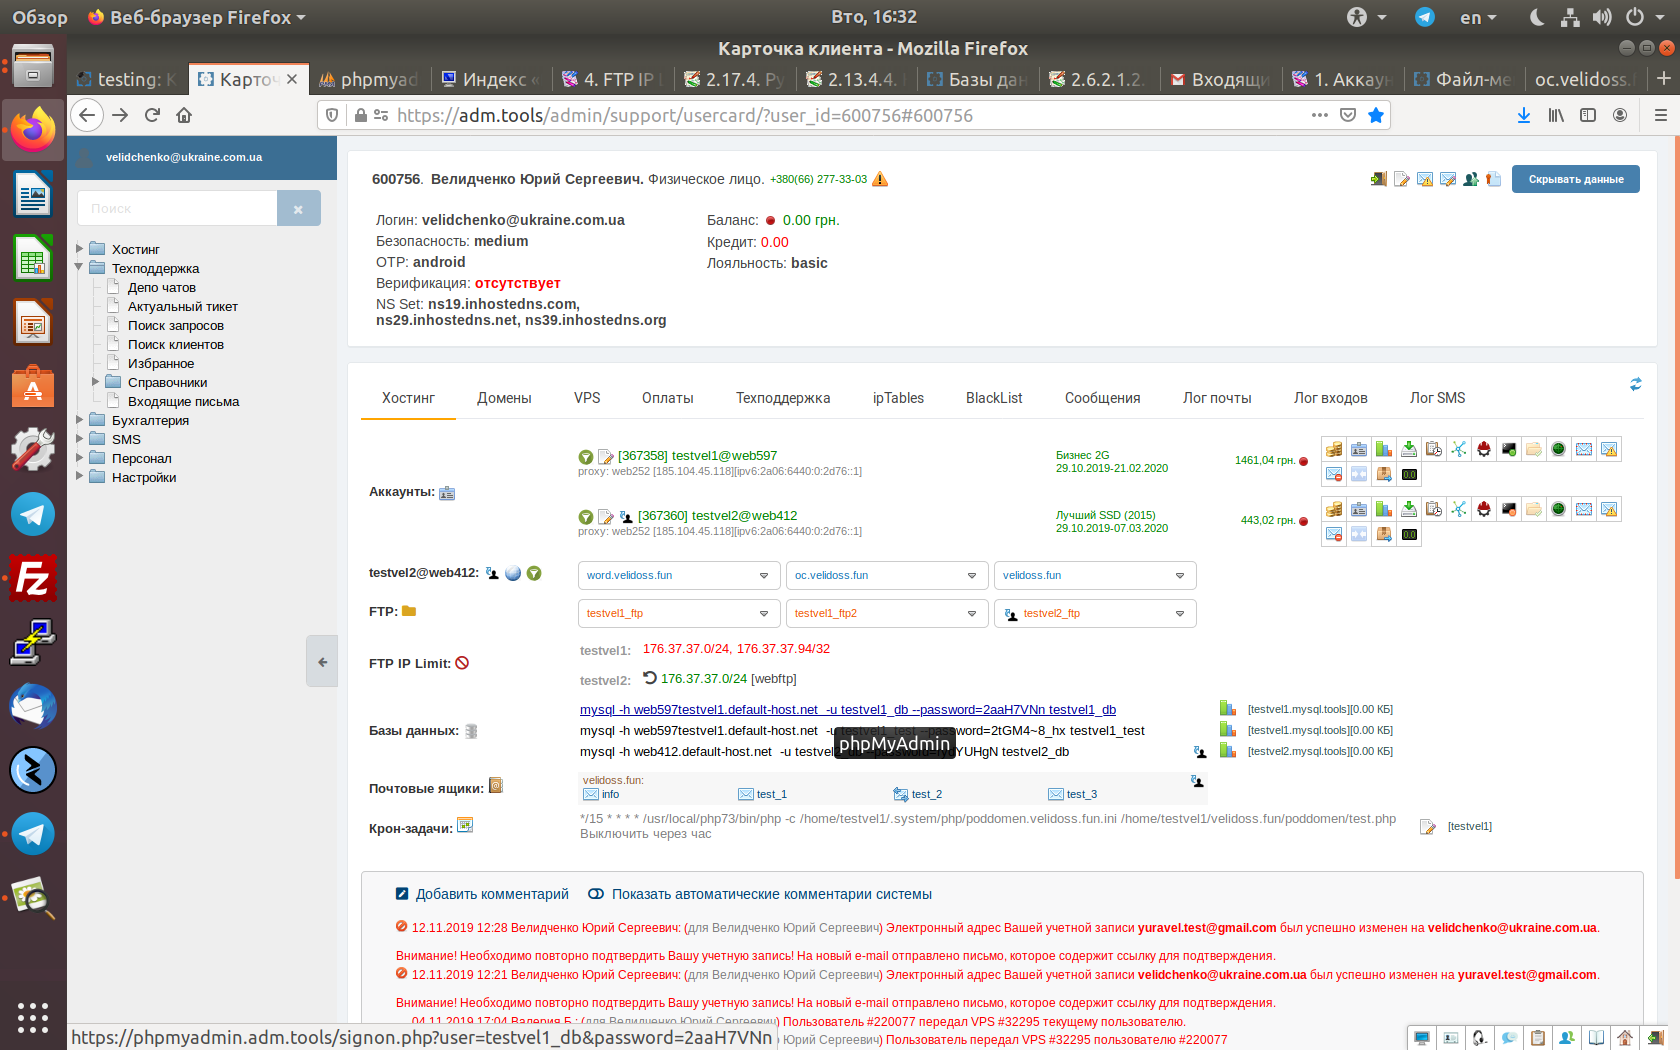 Обзор
Веб-браузер Firefox
Вто, 16:32
en
Карточка клиента - Mozilla Firefox
testing:
Карточ
phpmyad
Индекс «
4. FTP IP L
2.17.4. Ру
2.13.4.4.
Базы дан
2.6.2.1.2.
Входящи
1. Аккаун
Файл-ме
oc.velidoss.
https://adm.tools/admin/support/usercard/?user_id=600756#600756
velidchenko@ukraine.com.ua
Поиск
Хостинг
Техподдержка
Депо чатов
Актуальный тикет
Поиск запросов
Поиск клиентов
Избранное
Справочники
Входящие письма
Бухгалтерия
SMS
Персонал
Настройки
600756. Велидченко Юрий Сергеевич. Физическое лицо. +380(66) 277-33-03
Скрывать данные
Логин: velidchenko@ukraine.com.ua
Безопасность: medium
OTP: android
Верификация: отсутствует
NS Set: ns19.inhostedns.com,
ns29.inhostedns.net, ns39.inhostedns.org
Баланс: 0.00 грн.
Кредит: 0.00
Лояльность: basic
Хостинг Домены VPS Оплаты Техподдержка ipTables BlackList Сообщения Лог почты Лог входов Лог SMS
Аккаунты:
[367358] testvel1@web597
proxy: web252 [185.104.45.118][ipv6:2a06:6440:0:2d76::1]
Бизнес 2G
29.10.2019-21.02.2020
1461,04 грн.
0.0
[367360] testvel2@web412
proxy: web252 [185.104.45.118][ipv6:2a06:6440:0:2d76::1]
Лучший SSD (2015)
29.10.2019-07.03.2020
443,02 грн.
0.0
testvel2@web412:
word.velidoss.fun
oc.velidoss.fun
velidoss.fun
FTP:
testvel1_ftp
testvel1_ftp2
testvel2_ftp
FTP IP Limit:
testvel1: 176.37.37.0/24, 176.37.37.94/32
testvel2: 176.37.37.0/24 [webftp]
Базы данных:
mysql -h web597testvel1.default-host.net -u testvel1_db --password=2aaH7VNn testvel1_db
[testvel1.mysql.tools][0.00 КБ]
mysql -h web597testvel1.default-host.net -u testvel1_test --password=2tGM4~8_hx testvel1_test
[testvel1.mysql.tools][0.00 КБ]
mysql -h web412.default-host.net -u testvel YUHgN testvel2_db
[testvel2.mysql.tools][0.00 КБ]
phpMyAdmin
Почтовые ящики:
velidoss.fun:
info
test_1
test_2
test_3
Крон-задачи:
*/15 * * * * /usr/local/php73/bin/php -c /home/testvel1/.system/php/poddomen.velidoss.fun.ini /home/testvel1/velidoss.fun/poddomen/test.php
Выключить через час
[testvel1]
Добавить комментарий
Показать автоматические комментарии системы
12.11.2019 12:28 Велидченко Юрий Сергеевич: (для Велидченко Юрий Сергеевич) Электронный адрес Вашей учетной записи yuravel.test@gmail.com был успешно изменен на velidchenko@ukraine.com.ua.
Внимание! Необходимо повторно подтвердить Вашу учетную запись! На новый e-mail отправлено письмо, которое содержит ссылку для подтверждения.
12.11.2019 12:21 Велидченко Юрий Сергеевич: (для Велидченко Юрий Сергеевич) Электронный адрес Вашей учетной записи velidchenko@ukraine.com.ua был успешно изменен на yuravel.test@gmail.com.
Внимание! Необходимо повторно подтвердить Вашу учетную запись! На новый e-mail отправлено письмо, которое содержит ссылку для подтверждения.
04.11.2019 17:04 Валерия Б.: (для Велидченко Юрий Сергеевич) Пользователь #220077 передал VPS #32295 текущему пользователю.
Юрий Сергеевич) Пользователь передал VPS #32295 пользователю #220077
https://phpmyadmin.adm.tools/signon.php?user=testvel1_db&password=2aaH7VNn